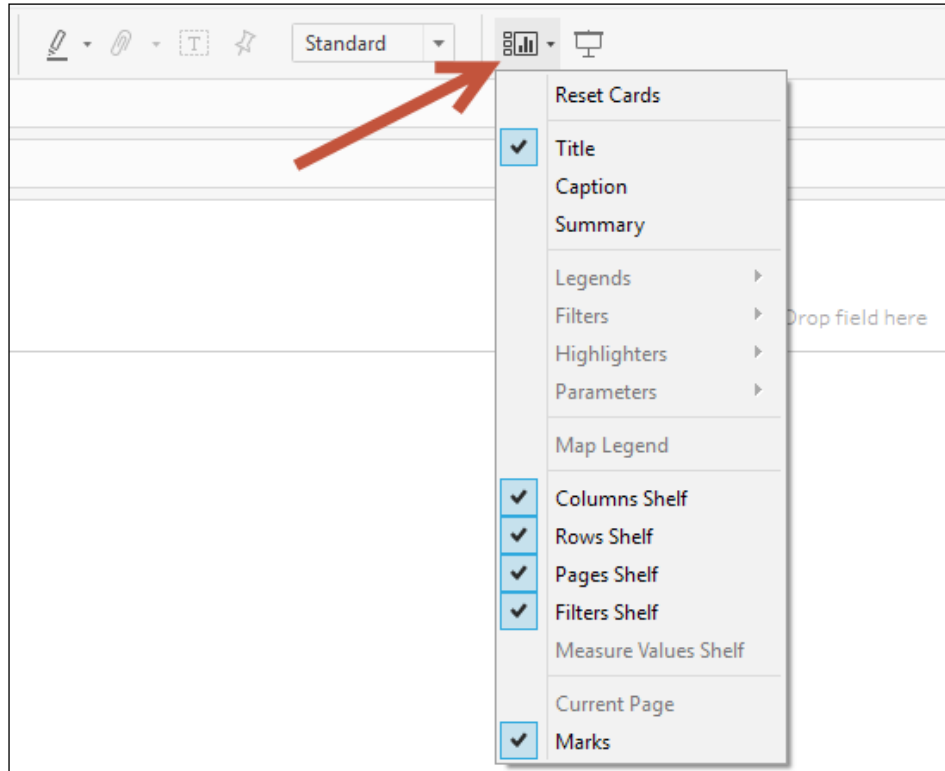 T Standard
Reset Cards
Title
Caption
Summary
Legends
Filters
Drop field here
Highlighters
Parameters
Map Legend
Columns Shelf
Rows Shelf
Pages Shelf
Filters Shelf
Measure Values Shelf
Current Page
Marks